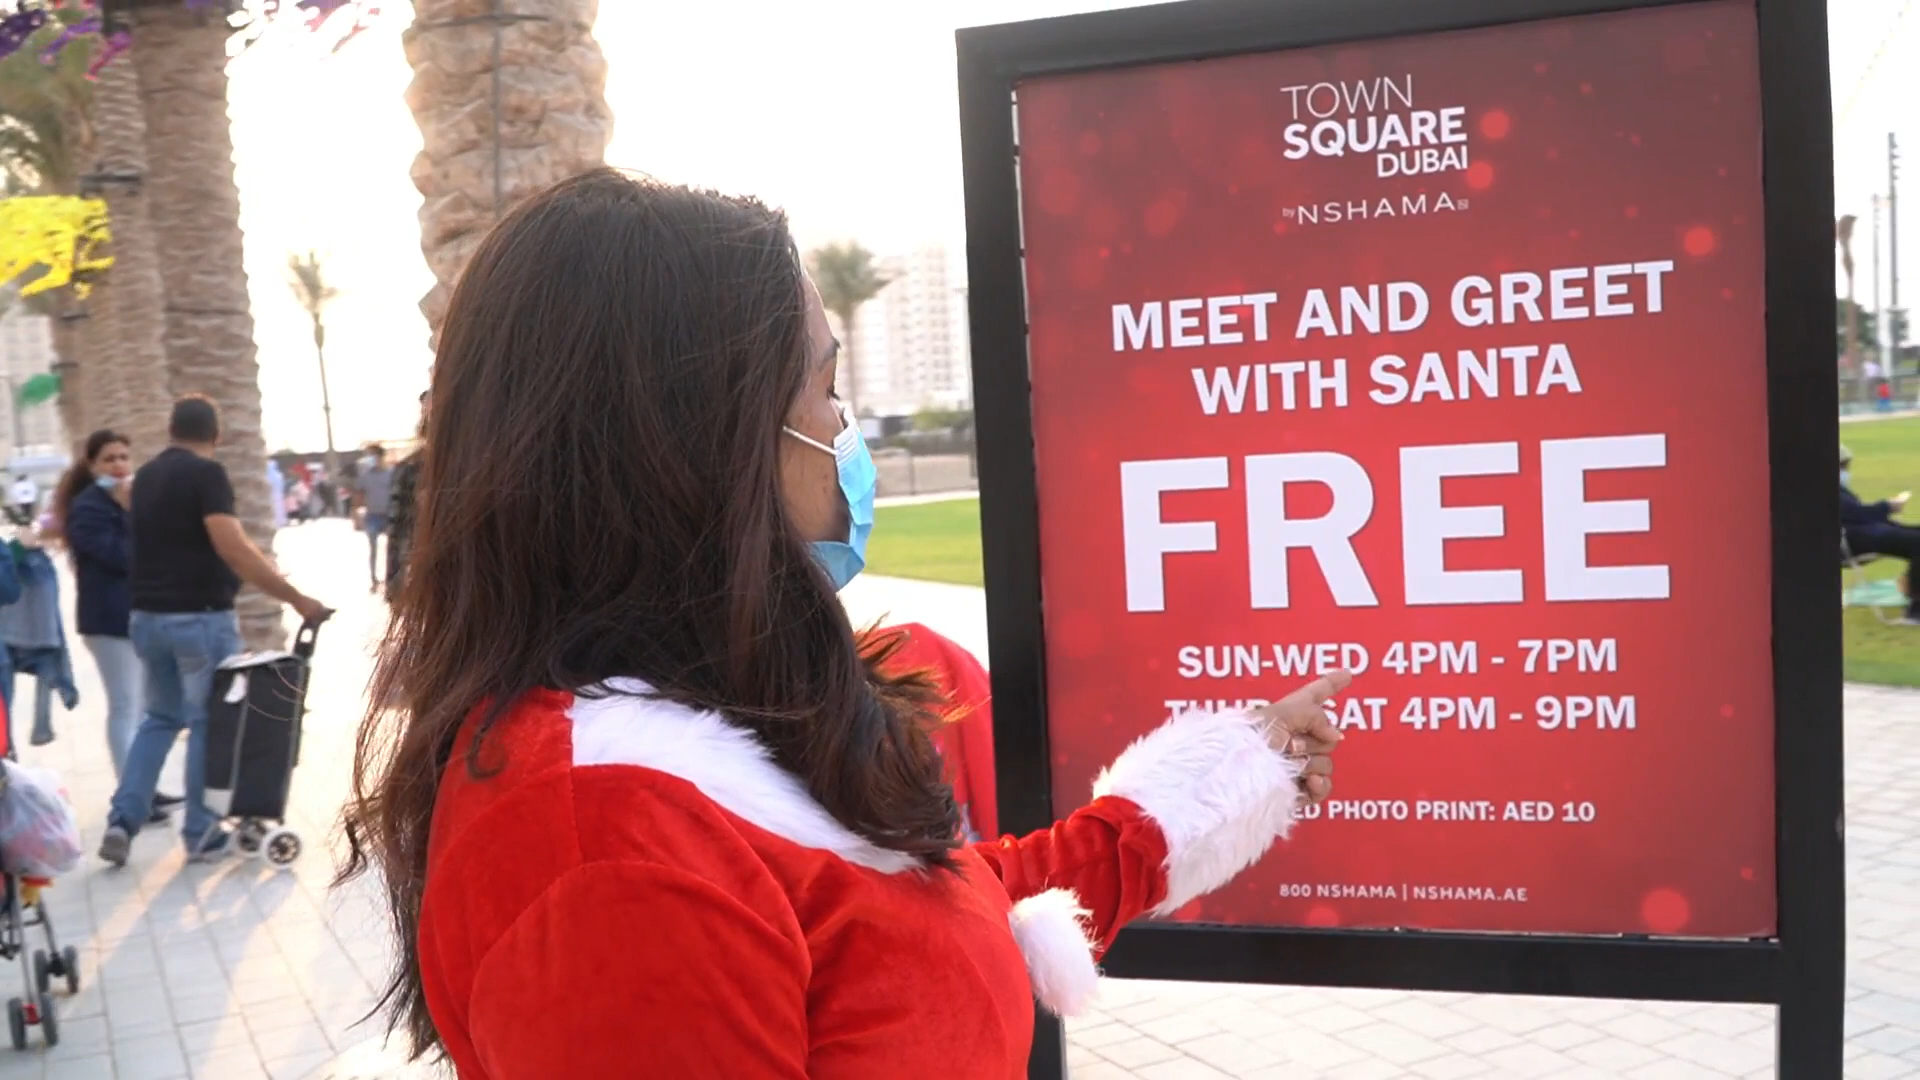 TOWN
SQUARE
DUBAI
by NSHAMA
MEET AND GREET
WITH SANTA
FREE
SUN-WED 4PM - 7PM
SAT 4PM - 9PM
PHOTO PRINT: AED 10
800 NSHAMA | NSHAMA.AE